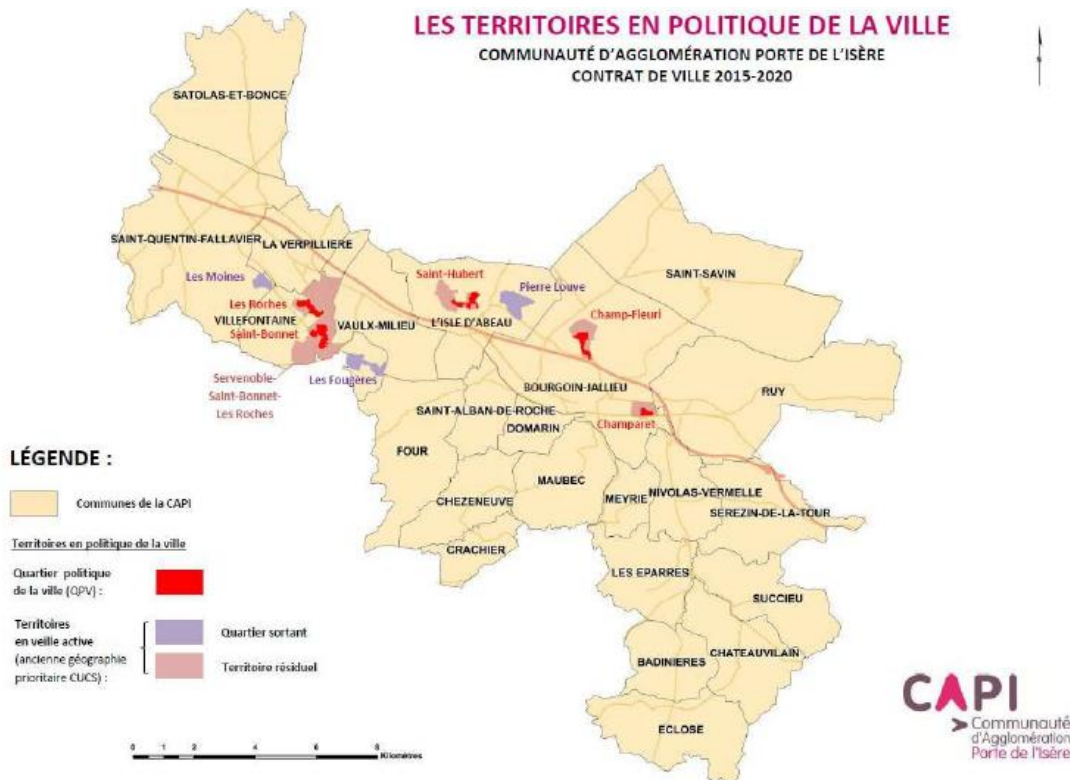 LES TERRITOIRES EN POLITIQUE DE LA VILLE
COMMUNAUTÉ D'AGGLOMÉRATION PORTE DE L'ISÈRE
CONTRAT DE VILLE 2015-2020
SATOLAS-ET-BONCE
SAINT-QUENTIN-FALLAVIER
LA VERPILLIERE
SAINT-SAVIN
Les Moines
Saint-Hubert
Pierre Louve
Les Roches
VILLEFONTAINE
VAULX-MILIEU
L'ISLE D'ABEAU
Champ-Fleuri
Saint-Bonnet
Servenoble-
Saint-Bonnet-
Les Roches
Les Fougères
BOURGOIN-JALLIEU
RUY
SAINT-ALBAN-DE-ROCHE
DOMARIN
Champaret
FOUR
MAUBEC
CHEZENEUVE
MEYRIE
NIVOLAS-VERMELLE
SEREZIN-DE-LA-TOUR
CRACHIER
LES EPARRES
SUCCIEU
BADINIERES
CHATEAUVILAIN
ECLOSE
LÉGENDE :
Communes de la CAPI
Territoires en politique de la ville
Quartier politique
de la ville (QPV) :
Territoires
en veille active
(ancienne géographie
prioritaire CUCS) :
Quartier sortant
Territoire résiduel
0 1 2 4 6 8
Kilomètres
CAPI
Communauté
d'Agglomération
Porte de l'Isère